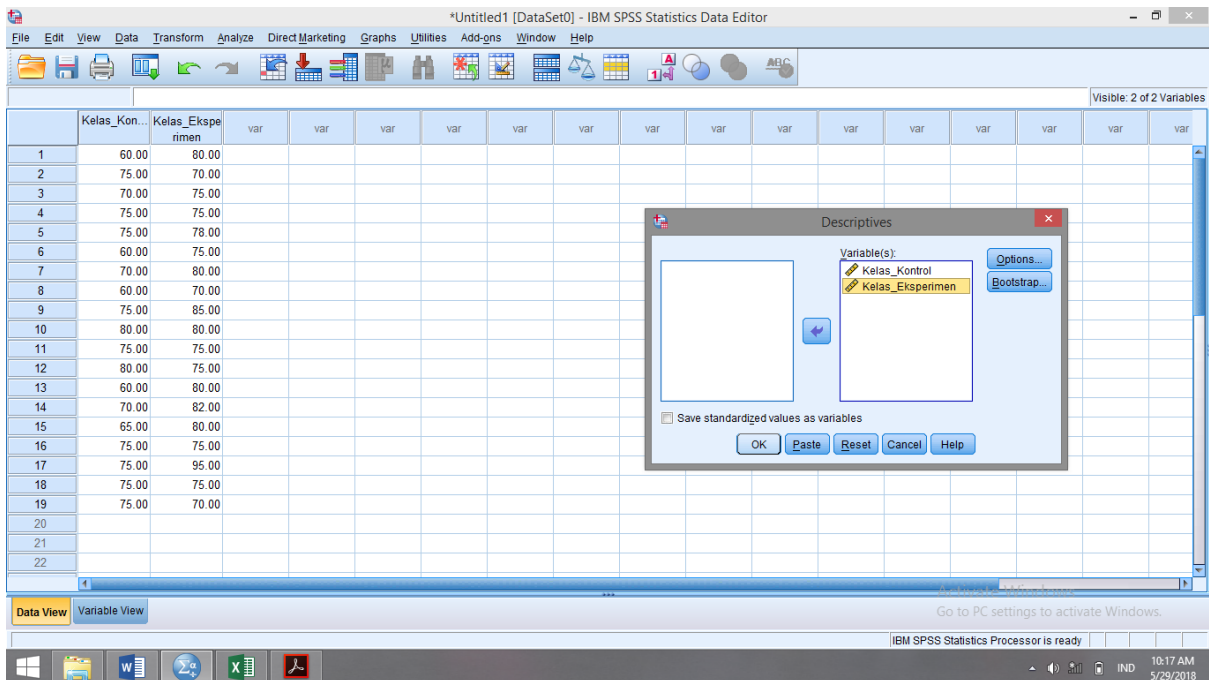 *Untitled1 [DataSet0] - IBM SPSS Statistics Data Editor
File Edit View Data Transform Analyze Direct Marketing Graphs Utilities Add-ons Window Help
Visible: 2 of 2 Variables
Kelas_Kon... Kelas_Ekspe rimen var var var var var var var var var var var var var var var
1 60.00 80.00
2 75.00 70.00
3 70.00 75.00
4 75.00 75.00
5 75.00 78.00
6 60.00 75.00
7 70.00 80.00
8 60.00 70.00
9 75.00 85.00
10 80.00 80.00
11 75.00 75.00
12 80.00 75.00
13 60.00 80.00
14 70.00 82.00
15 65.00 80.00
16 75.00 75.00
17 75.00 95.00
18 75.00 75.00
19 75.00 70.00
20
21
22
Descriptives
Variable(s):
Kelas_Kontrol
Kelas_Eksperimen
Options...
Bootstrap...
Save standardized values as variables
OK Paste Reset Cancel Help
Data View Variable View
Go to PC settings to activate Windows.
IBM SPSS Statistics Processor is ready
IND
10:17 AM
5/29/2018